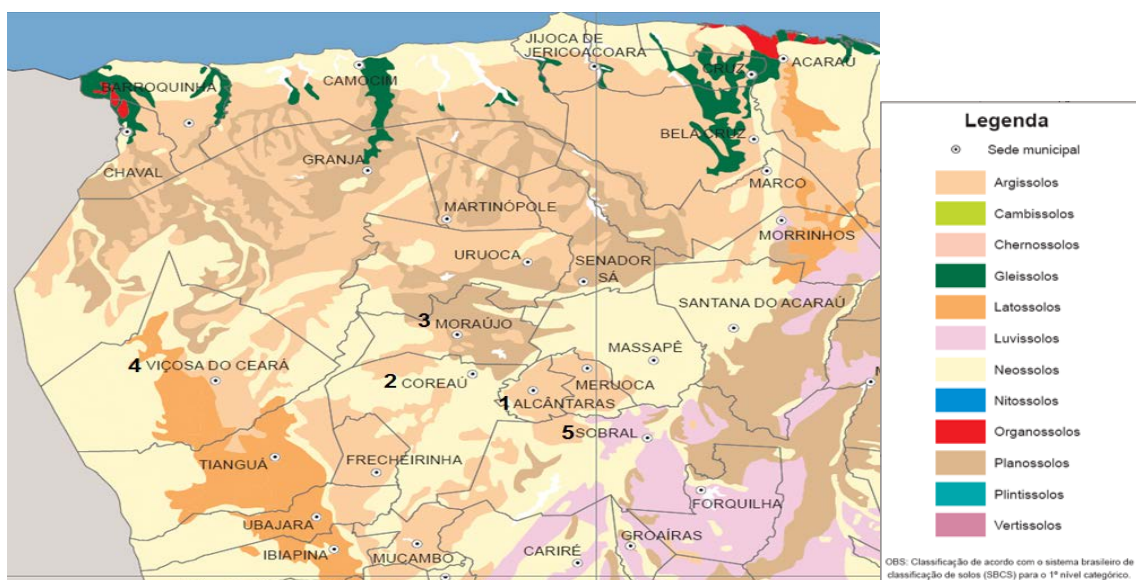 JIJOCA DE
JERICOACOARA
ACARAÚ
CRUZ
BARROQUINHA
CAMOCIM
BELA CRUZ
GRANJA
CHAVAL
MARCO
MARTINÓPOLE
MORRINHOS
URUOCA
SENADOR
SÁ
SANTANA DO ACARAÚ
3 MORAÚJO
MASSAPÊ
4 VIÇOSA DO CEARÁ
2 COREAÚ
MERUOCA
1 ALCÂNTARAS
5 SOBRAL
TIANGUÁ
FRECHEIRINHA
FORQUILHA
UBAJARA
IBIAPINA
MUCAMBO
GROAÍRAS
CARIRÉ
Legenda
Sede municipal
Argissolos
Cambissolos
Chernossolos
Gleissolos
Latossolos
Luvissolos
Neossolos
Nitossolos
Organossolos
Planossolos
Plintissolos
Vertissolos
OBS: Classificação de acordo com o sistema brasileiro de
classificação de solos (SBCS) para o 1º nível categórico.